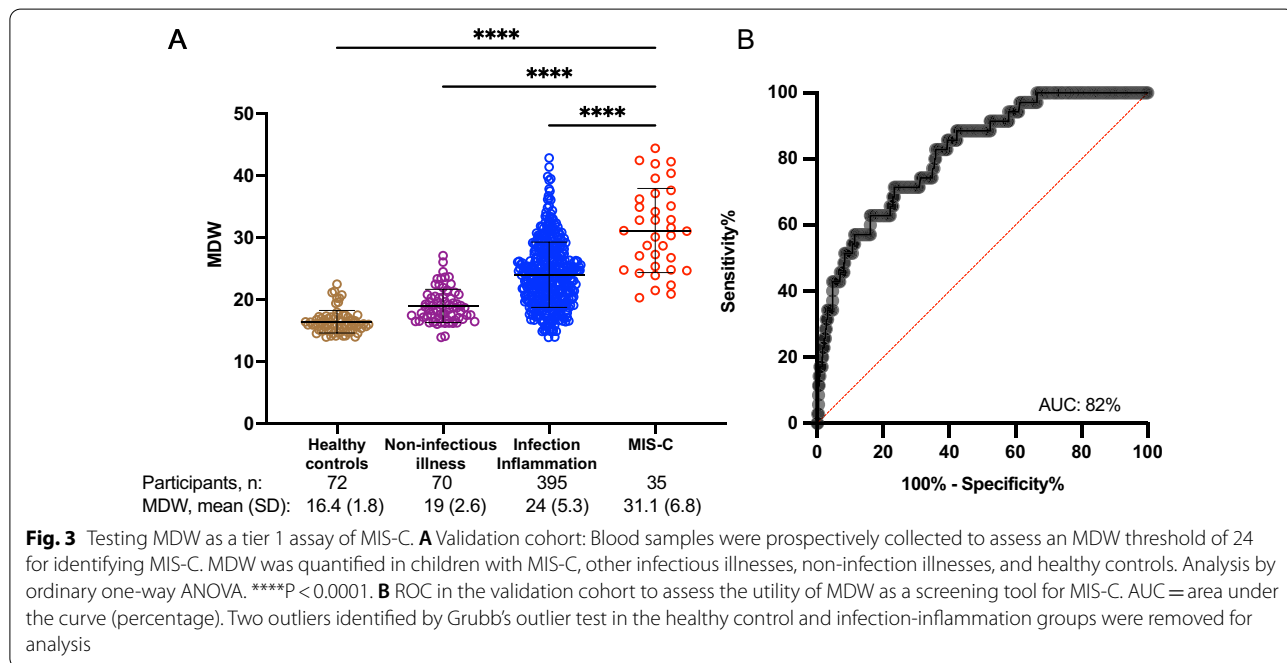 A
B
****
****
****
50
40
30
20
10
0
MDW
Healthy controls
Non-infectious illness
Infection Inflammation
MIS-C
Participants, n: 72 70 395 35
MDW, mean (SD): 16.4 (1.8) 19 (2.6) 24 (5.3) 31.1 (6.8)
100
80
60
40
20
0
Sensitivity%
AUC: 82%
0 20 40 60 80 100
100% - Specificity%
Fig. 3 Testing MDW as a tier 1 assay of MIS-C. A Validation cohort: Blood samples were prospectively collected to assess an MDW threshold of 24
for identifying MIS-C. MDW was quantified in children with MIS-C, other infectious illnesses, non-infection illnesses, and healthy controls. Analysis by
ordinary one-way ANOVA. ****P < 0.0001. B ROC in the validation cohort to assess the utility of MDW as a screening tool for MIS-C. AUC = area under
the curve (percentage). Two outliers identified by Grubb's outlier test in the healthy control and infection-inflammation groups were removed for
analysis